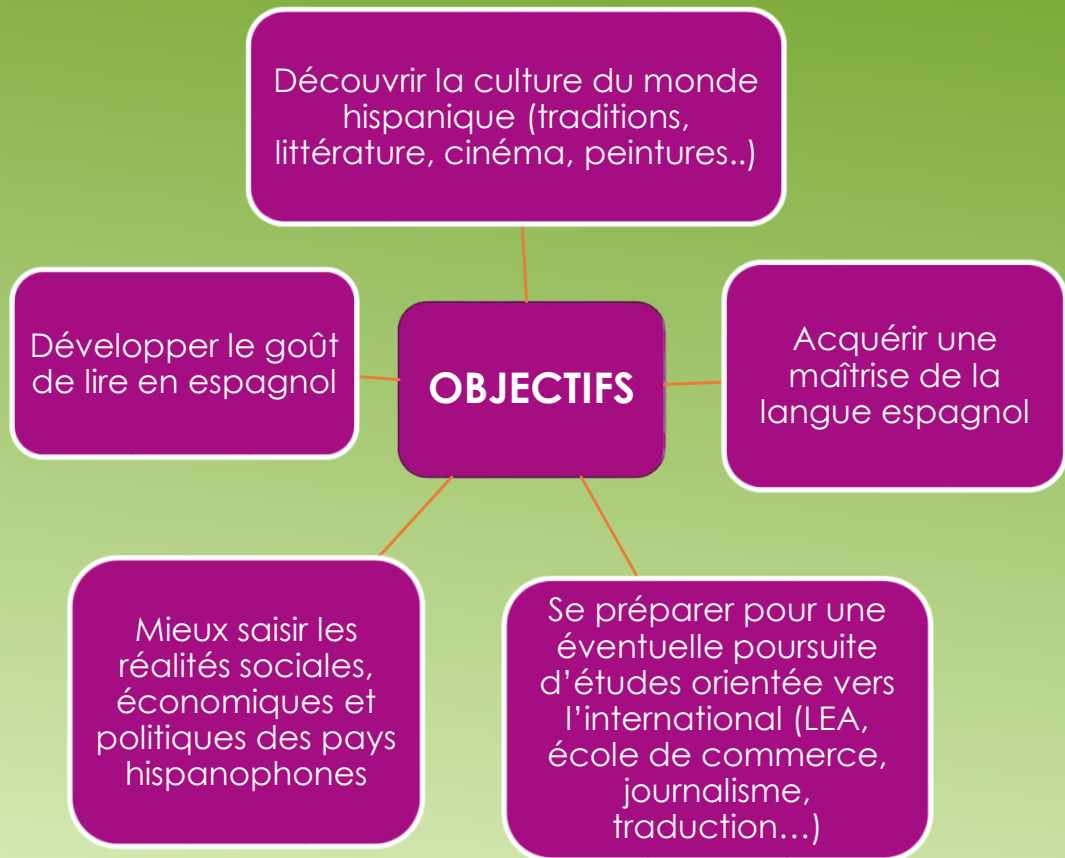 Découvrir la culture du monde
hispanique (traditions,
littérature, cinéma, peintures..)
Développer le goût
de lire en espagnol
OBJECTIFS
Acquérir une
maîtrise de la
langue espagnol
Mieux saisir les
réalités sociales,
économiques et
politiques des pays
hispanophones
Se préparer pour une
éventuelle poursuite
d’études orientée vers
l’international (LEA,
école de commerce,
journalisme,
traduction…)